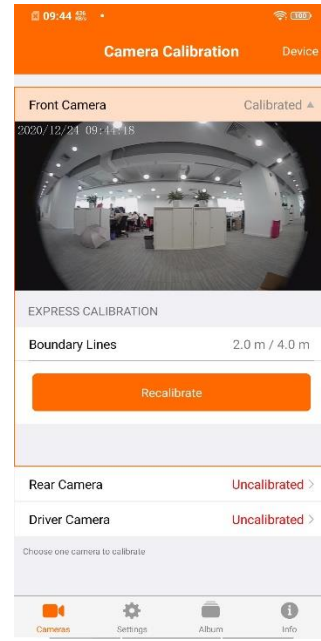 09:44
100
Camera Calibration
Device
Front Camera
Calibrated
2020/12/24 09:44:18
EXPRESS CALIBRATION
Boundary Lines
2.0 m / 4.0 m
Recalibrate
Rear Camera
Uncalibrated
Driver Camera
Uncalibrated
Choose one camera to calibrate
Cameras
Settings
Album
Info